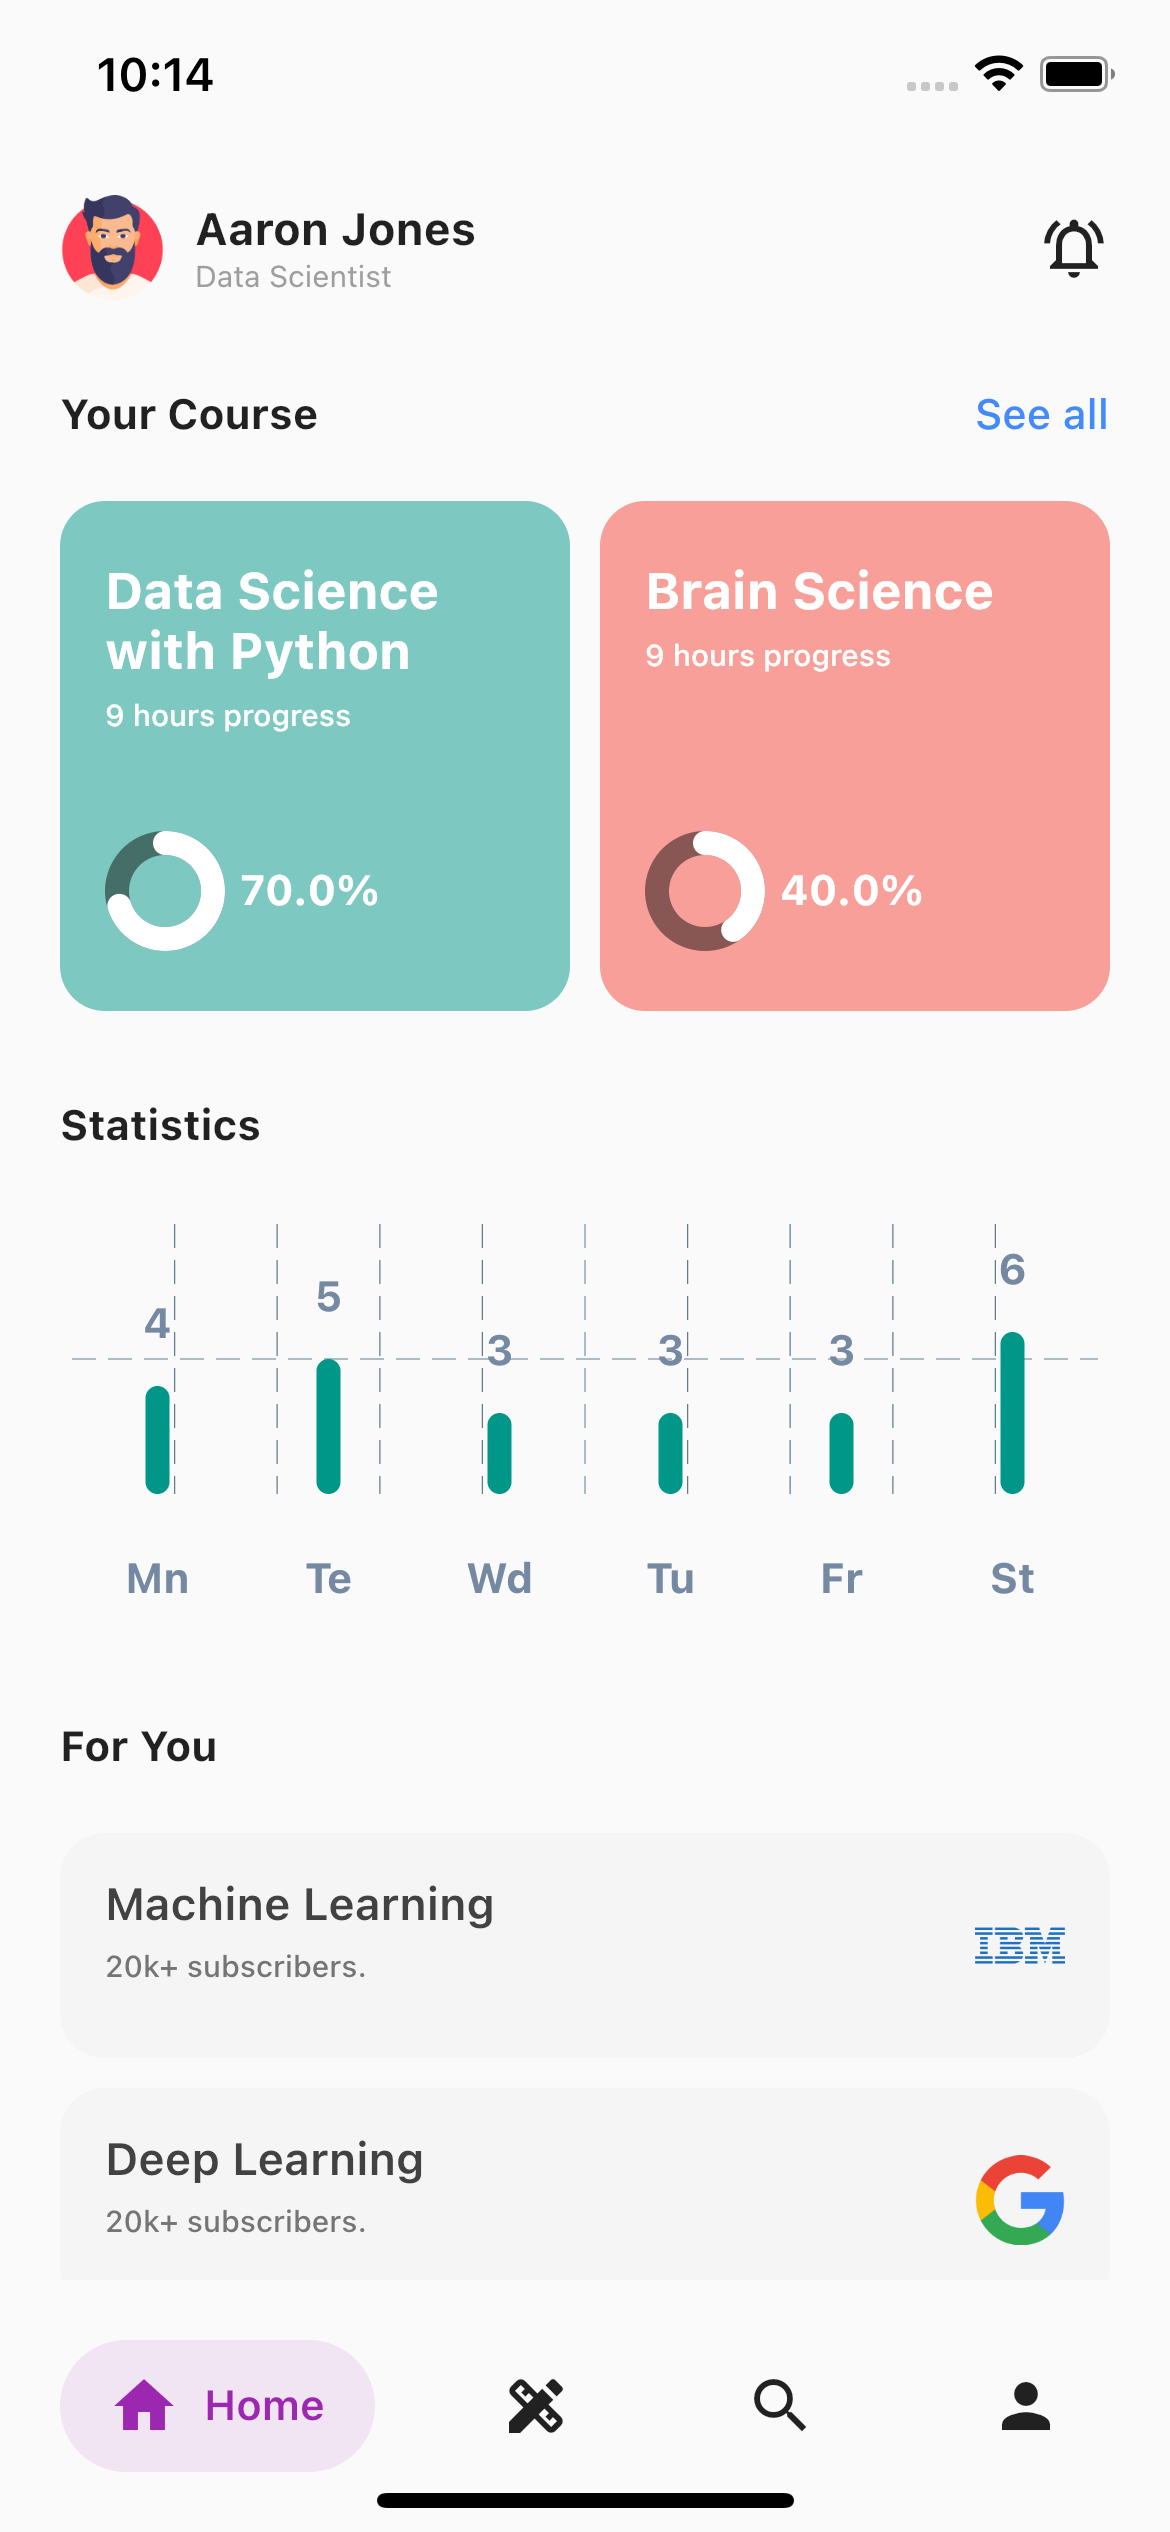 10:14
Aaron Jones
Data Scientist
Your Course
See all
Data Science
with Python
9 hours progress
70.0%
Brain Science
9 hours progress
40.0%
Statistics
4
5
3
3
3
6
Mn
Te
Wd
Tu
Fr
St
For You
Machine Learning
20k+ subscribers.
IBM
Deep Learning
20k+ subscribers.
G
Home